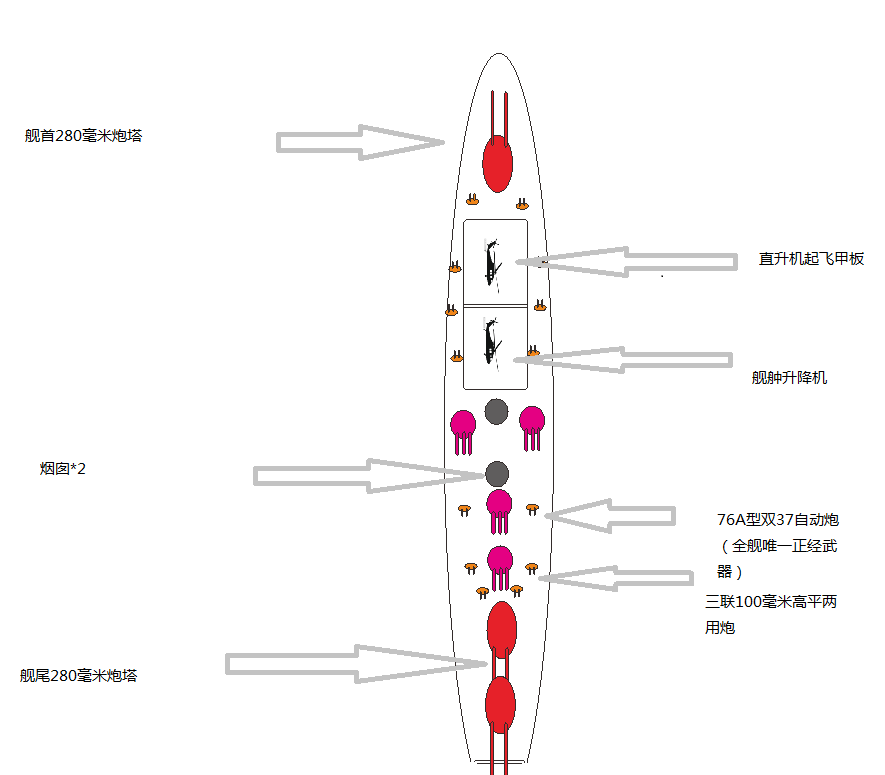 舰首280毫米炮塔
直升机起飞甲板
舰舯升降机
烟囱*2
76A型双37自动炮
（全舰唯一正经武
器）
三联100毫米高平两
用炮
舰尾280毫米炮塔